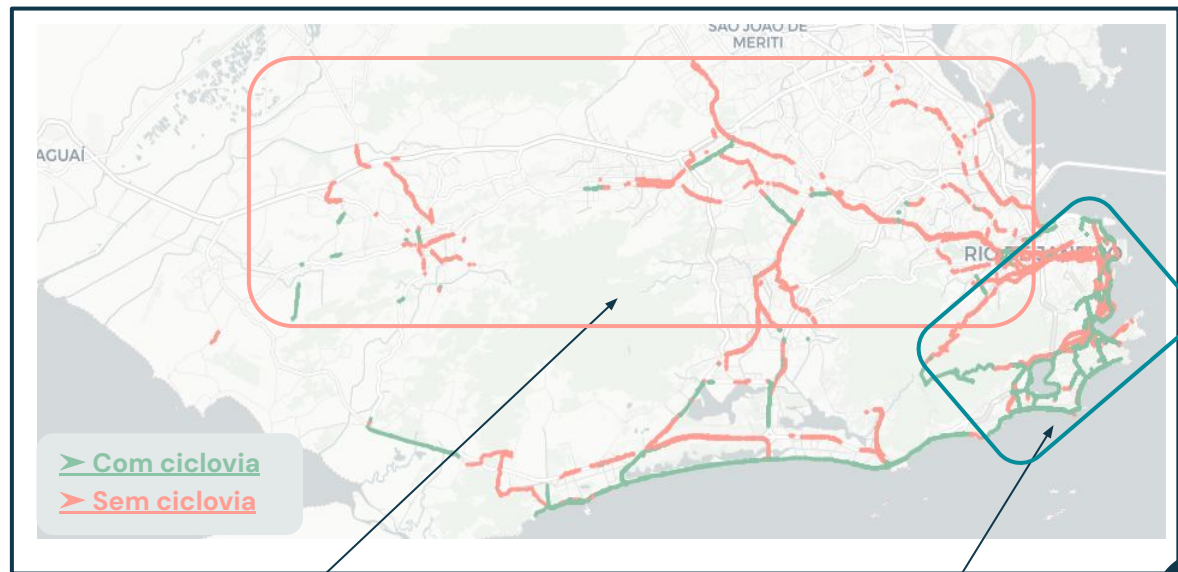 SÃO JOÃO DE
MERITI
AGUAÍ
➤ Com ciclovia
➤ Sem ciclovia